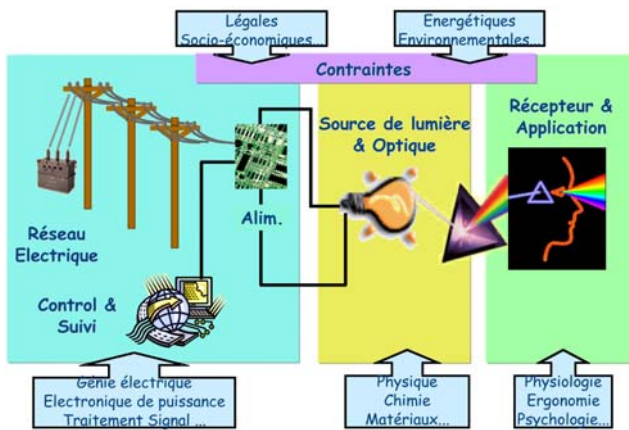 Légales
Socio-économiques...
Energétiques
Environnementales...
Contraintes
Réseau
Electrique
Control &
Suivi
Alim.
Source de lumière
& Optique
Récepteur &
Application
Génie électrique
Electronique de puissance
Traitement Signal ...
Physique
Chimie
Matériaux...
Physiologie
Ergonomie
Psychologie...